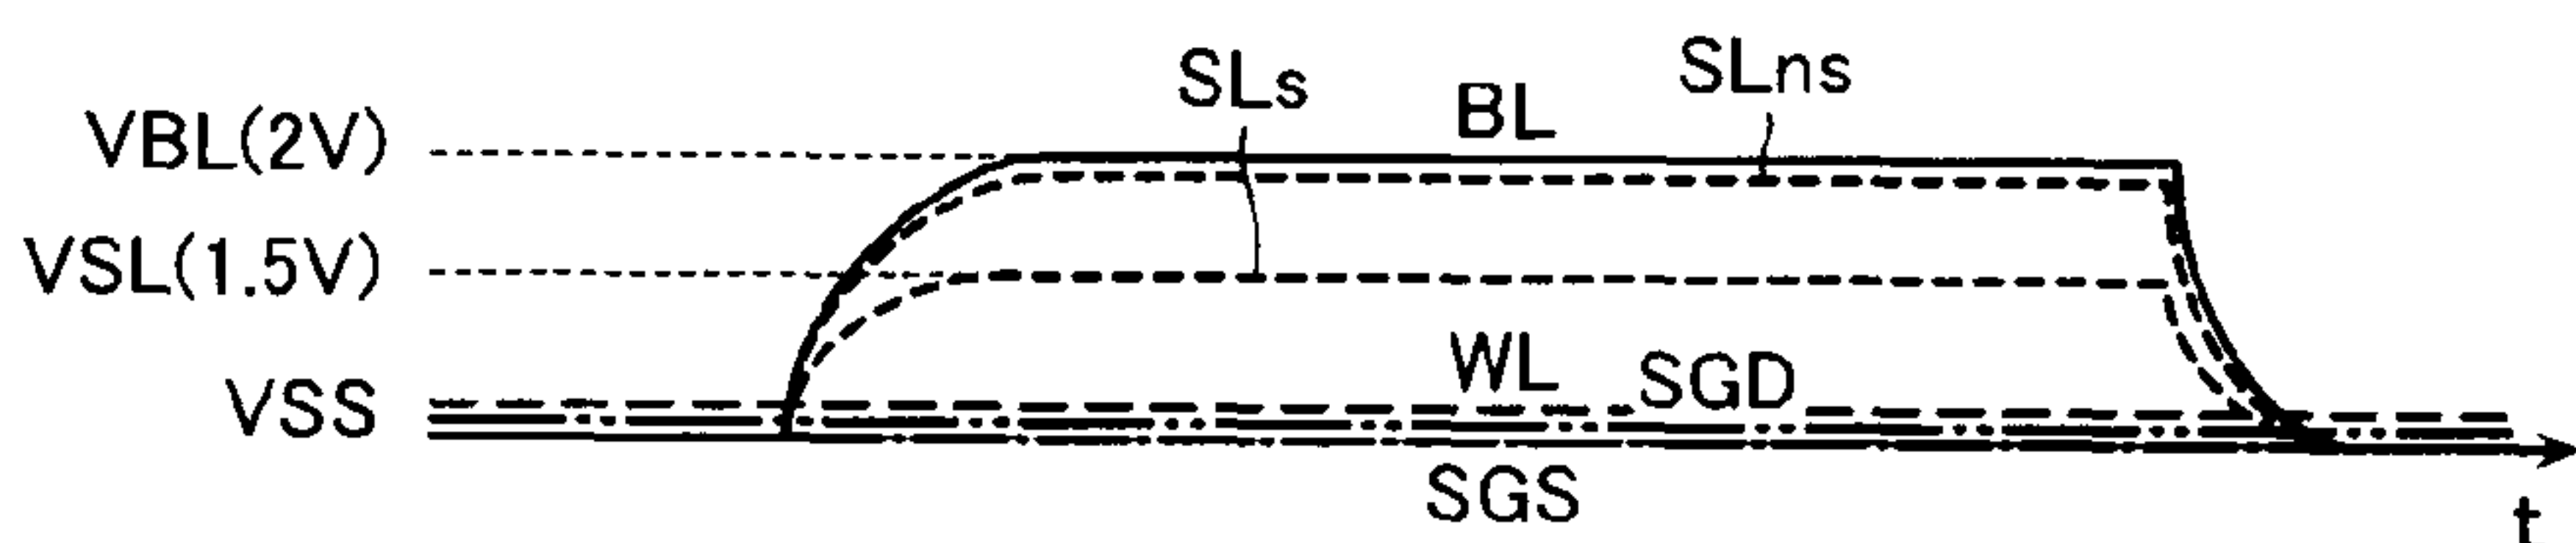 SLs
BL
SLns
VBL(2V)
VSL(1.5V)
WL
SGD
VSS
SGS
t